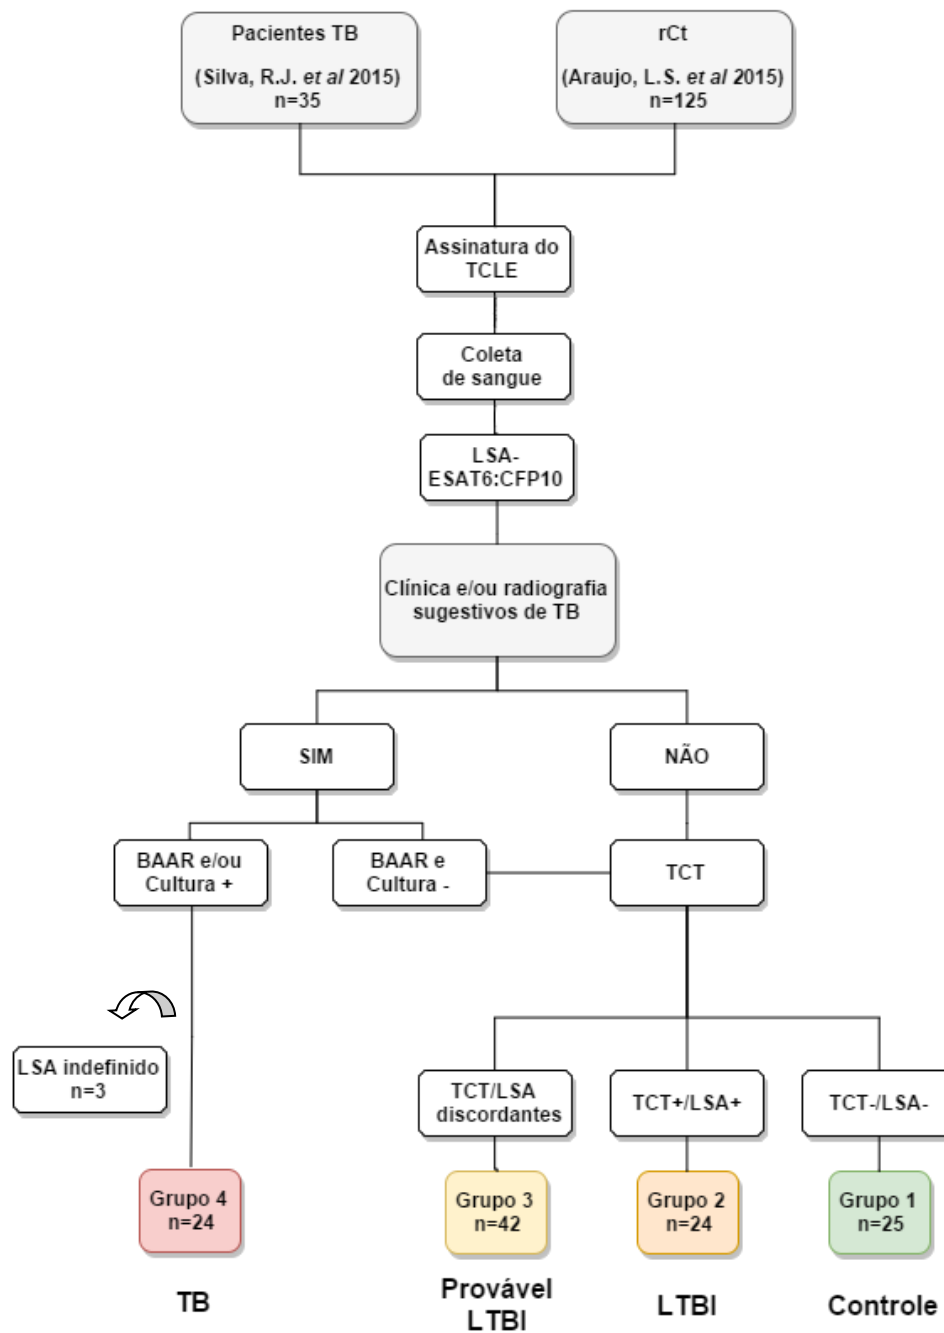 Pacientes TB
(Silva, R.J. et al 2015)
n=35
rCt
(Araujo, L.S. et al 2015)
n=125
Assinatura do
TCLE
Coleta
de sangue
LSA-
ESAT6:CFP10
Clínica e/ou radiografia
sugestivos de TB
SIM
NÃO
BAAR e/ou
Cultura +
BAAR e
Cultura -
TCT
LSA indefinido
n=3
TCT/LSA
discordantes
TCT+/LSA+
TCT-/LSA-
Grupo 4
n=24
Grupo 3
n=42
Grupo 2
n=24
Grupo 1
n=25
TB
Provável
LTBI
LTBI
Controle